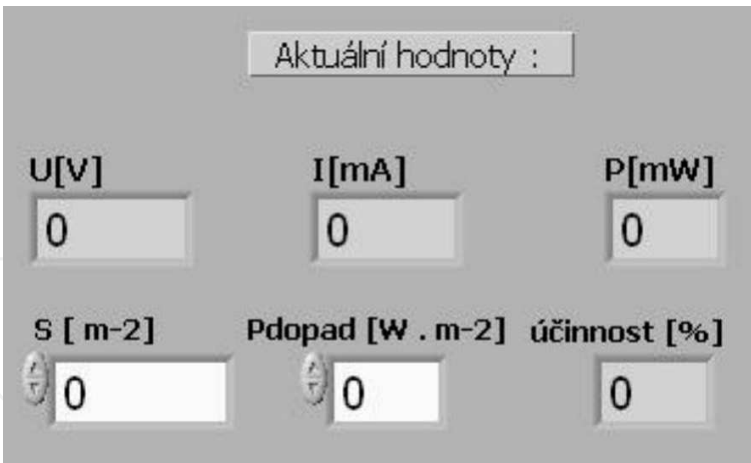 Aktuální hodnoty :
U[V] I[mA] P[mW]
0 0 0
S [ m-2] Pdopad [W . m-2] účinnost [%]
0 0 0